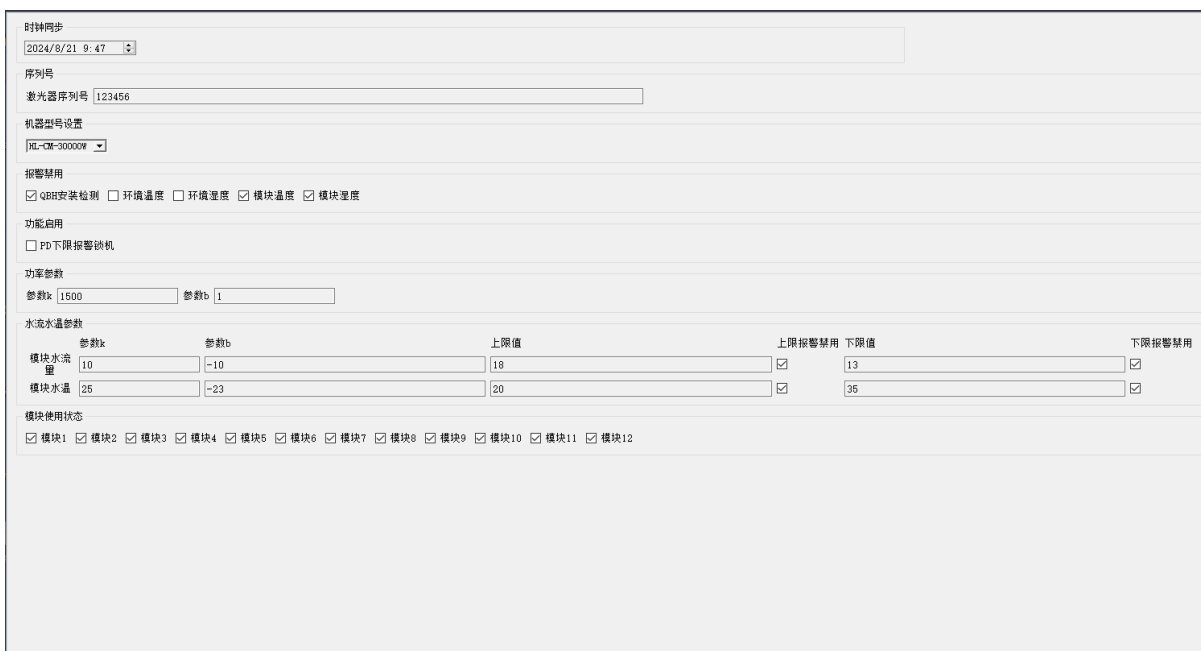 时钟同步
2024/8/21 9:47
序列号
激光器序列号 123456
机器型号设置
HL-CM-30000W
报警禁用
QBH安装检测 环境温度 环境湿度 模块温度 模块湿度
功能启用
PD下限报警锁机
功率参数
参数k 1500 参数b 1
水流水温参数
参数k 参数b 上限值 上限报警禁用 下限值 下限报警禁用
模块水流量 10 -10 18 13
模块水温 25 -23 20 35
模块使用状态
模块1 模块2 模块3 模块4 模块5 模块6 模块7 模块8 模块9 模块10 模块11 模块12